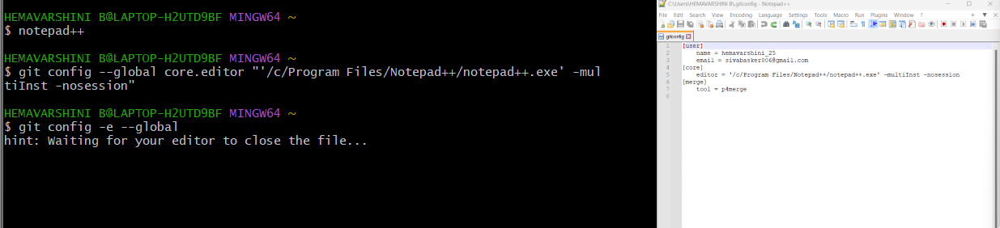 HEMAVARSHINI B@LAPTOP-H2UTD9BF MINGW64 ~
$ notepad++
HEMAVARSHINI B@LAPTOP-H2UTD9BF MINGW64 ~
$ git config --global core.editor "'/c/Program Files/Notepad++/notepad++.exe' -mul
tiInst -nosession"
HEMAVARSHINI B@LAPTOP-H2UTD9BF MINGW64 ~
$ git config -e --global
hint: Waiting for your editor to close the file...
C:\Users\HEMAVARSHINI B\.gitconfig - Notepad++
File Edit Search View Encoding Language Settings Tools Macro Run Plugins Window ?
.gitconfig
1 [user]
2 name = hemavarshini_25
3 email = sivabasker006@gmail.com
4 [core]
5 editor = '/c/Program Files/Notepad++/notepad++.exe' -multiInst -nosession
6 [merge]
7 tool = p4merge
8